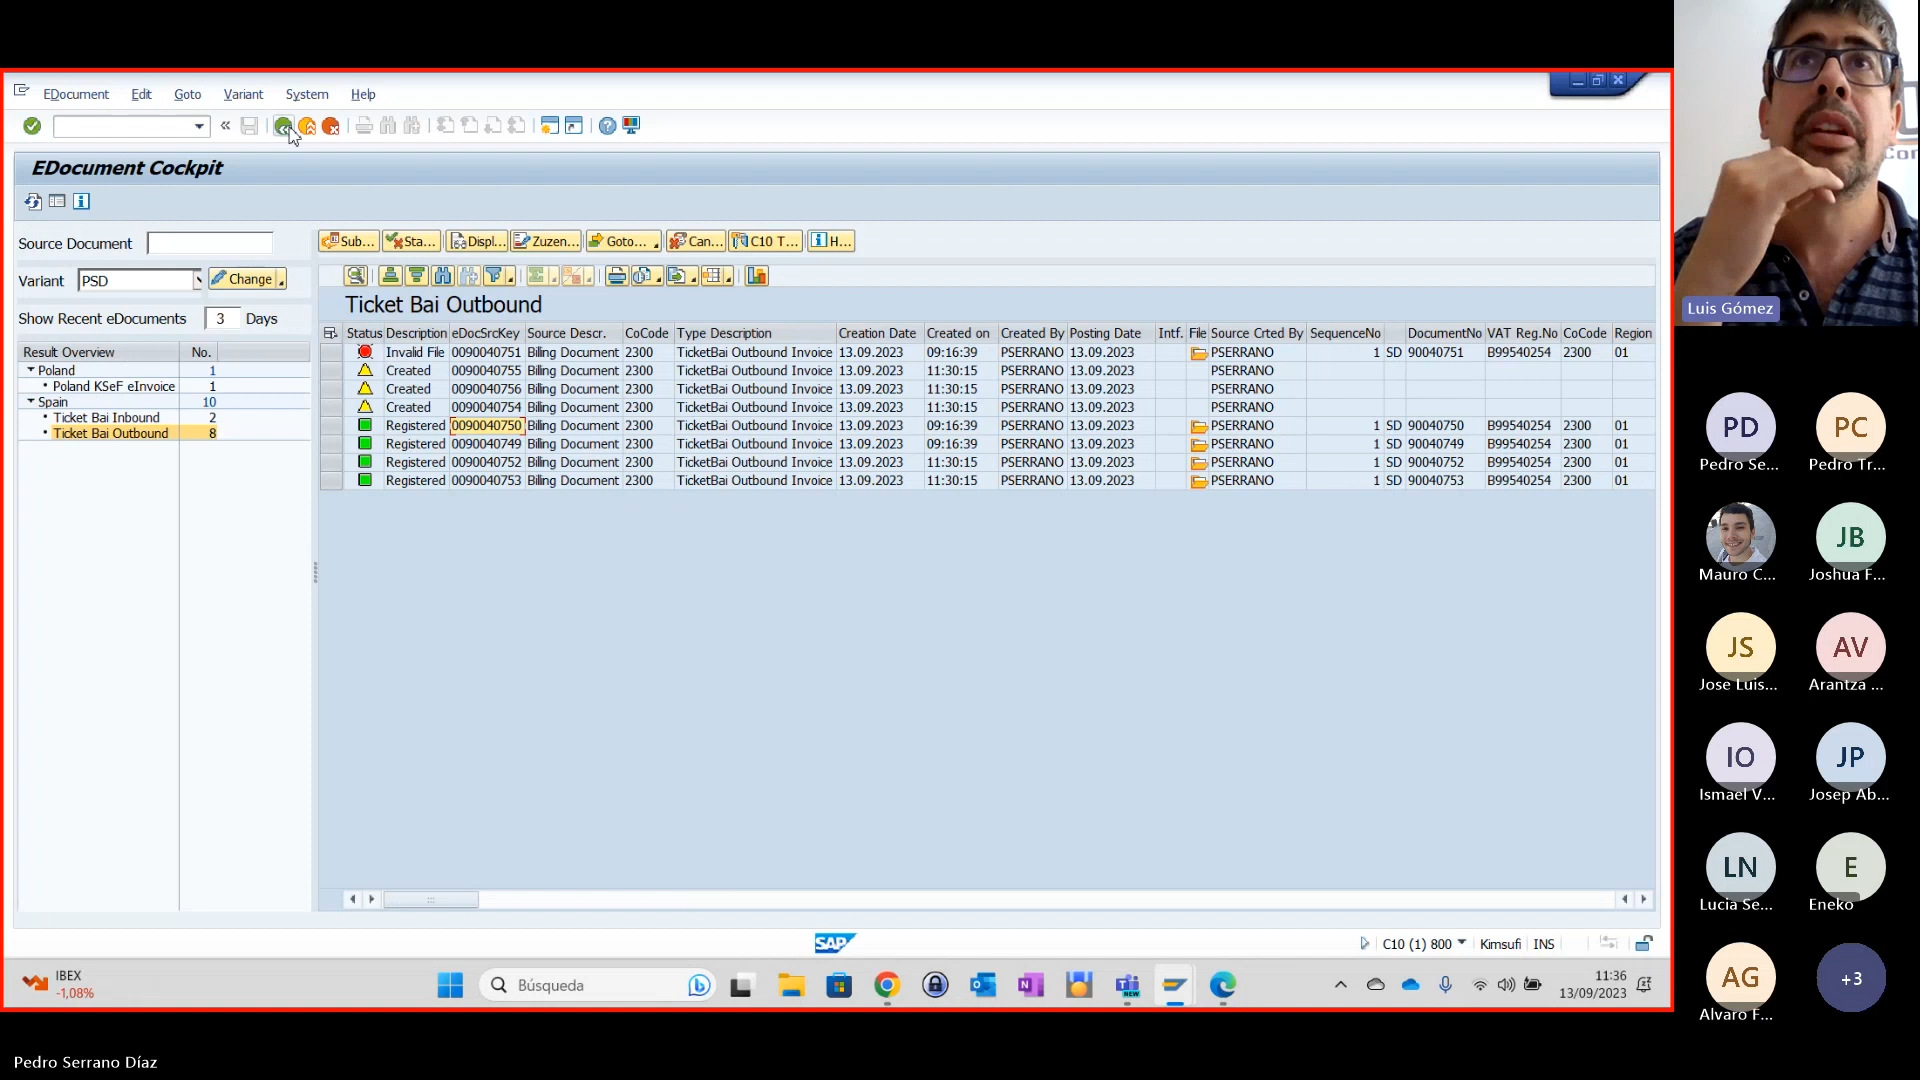 EDocument Edit Goto Variant System Help
EDocument Cockpit
Source Document
Variant PSD Change
Show Recent eDocuments 3 Days
Result Overview No.
Poland 1
Poland KSeF eInvoice 1
Spain 10
Ticket Bai Inbound 2
Ticket Bai Outbound 8
Sub... Sta... Displ... Zuzen... Goto... Can... C10 T... H...
Ticket Bai Outbound
Status Description eDocSrcKey Source Descr. CoCode Type Description Creation Date Created on Created By Posting Date Intf. File Source Crted By SequenceNo DocumentNo VAT Reg.No CoCode Region
Invalid File 0090040751 Biling Document 2300 TicketBai Outbound Invoice 13.09.2023 09:16:39 PSERRANO 13.09.2023 PSERRANO 1 SD 90040751 B99540254 2300 01
Created 0090040755 Biling Document 2300 TicketBai Outbound Invoice 13.09.2023 11:30:15 PSERRANO 13.09.2023 PSERRANO
Created 0090040756 Biling Document 2300 TicketBai Outbound Invoice 13.09.2023 11:30:15 PSERRANO 13.09.2023 PSERRANO
Created 0090040754 Biling Document 2300 TicketBai Outbound Invoice 13.09.2023 11:30:15 PSERRANO 13.09.2023 PSERRANO
Registered 0090040750 Biling Document 2300 TicketBai Outbound Invoice 13.09.2023 09:16:39 PSERRANO 13.09.2023 PSERRANO 1 SD 90040750 B99540254 2300 01
Registered 0090040749 Biling Document 2300 TicketBai Outbound Invoice 13.09.2023 09:16:39 PSERRANO 13.09.2023 PSERRANO 1 SD 90040749 B99540254 2300 01
Registered 0090040752 Biling Document 2300 TicketBai Outbound Invoice 13.09.2023 11:30:15 PSERRANO 13.09.2023 PSERRANO 1 SD 90040752 B99540254 2300 01
Registered 0090040753 Biling Document 2300 TicketBai Outbound Invoice 13.09.2023 11:30:15 PSERRANO 13.09.2023 PSERRANO 1 SD 90040753 B99540254 2300 01
SAP
C10 (1) 800 Kimsufi INS
IBEX
-1,08%
Búsqueda
NEW
11:36
13/09/2023
Pedro Serrano Díaz
Luis Gómez
PD PC
Pedro Se... Pedro Tr...
JB
Mauro C... Joshua F...
JS AV
Jose Luis... Arantza ...
IO JP
Ismael V... Josep Ab...
LN E
Lucia Se... Eneko
AG +3
Alvaro F...